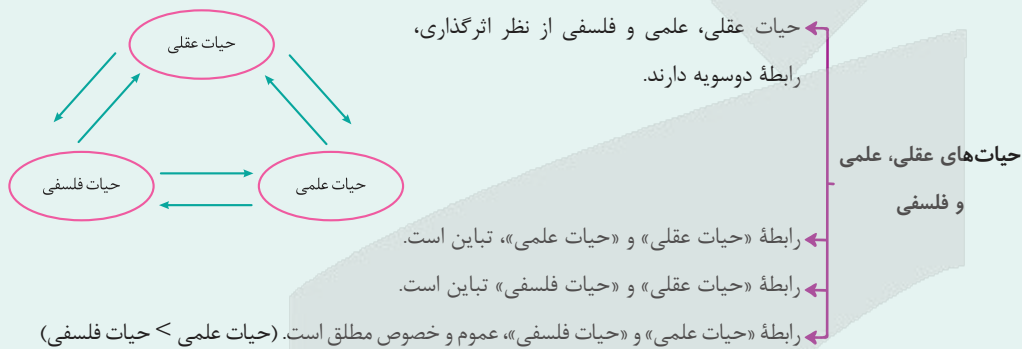 حیات‌های عقلی، علمی
و فلسفی
حیات عقلی، علمی و فلسفی از نظر اثرگذاری،
رابطهٔ دوسویه دارند.
حیات عقلی
حیات علمی
حیات فلسفی
رابطهٔ «حیات عقلی» و «حیات علمی»، تباین است.
رابطهٔ «حیات عقلی» و «حیات فلسفی» تباین است.
رابطهٔ «حیات علمی» و «حیات فلسفی»، عموم و خصوص مطلق است. (حیات علمی > حیات فلسفی)